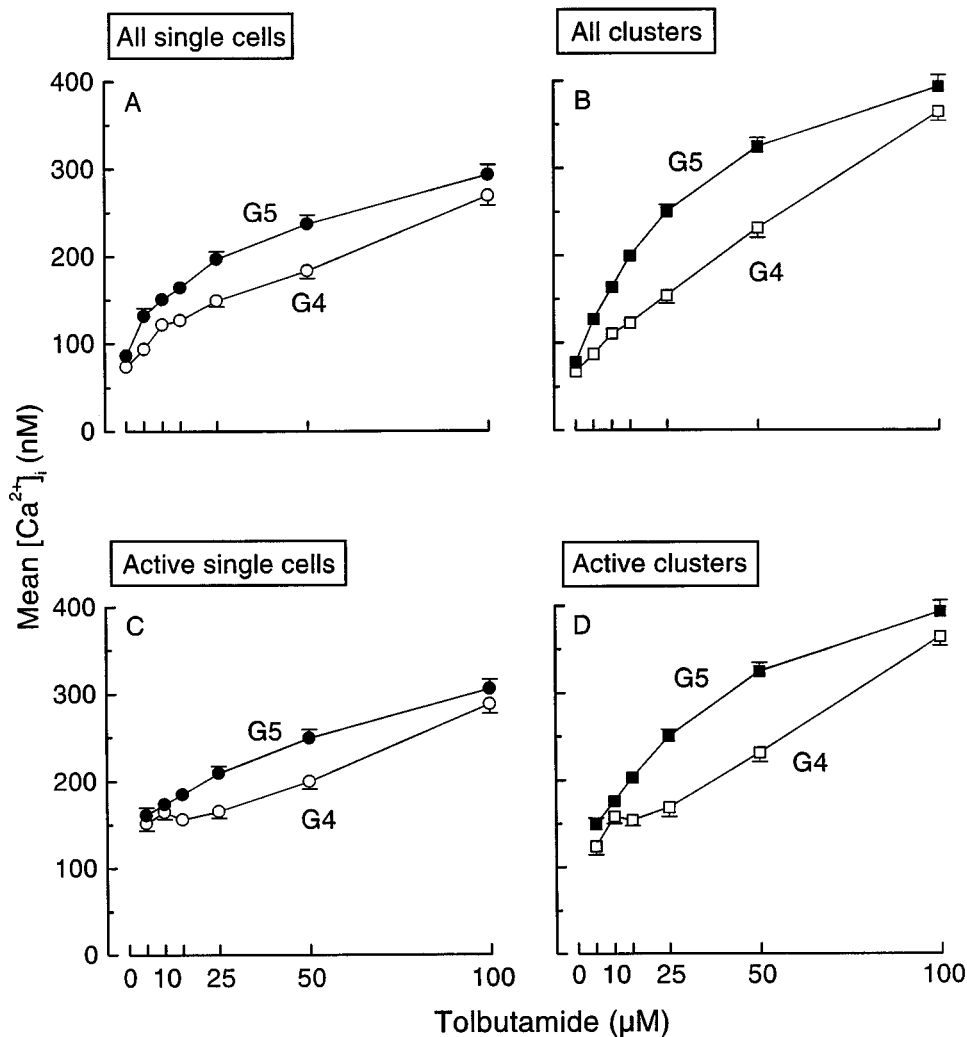 All single cells
All clusters
400
300
200
100
0
A
G5
G4
B
G5
G4
Mean [Ca²⁺]ᵢ (nM)
Active single cells
Active clusters
400
300
200
100
0
C
G5
G4
D
G5
G4
0 10 25 50 100
0 10 25 50 100
Tolbutamide (µM)